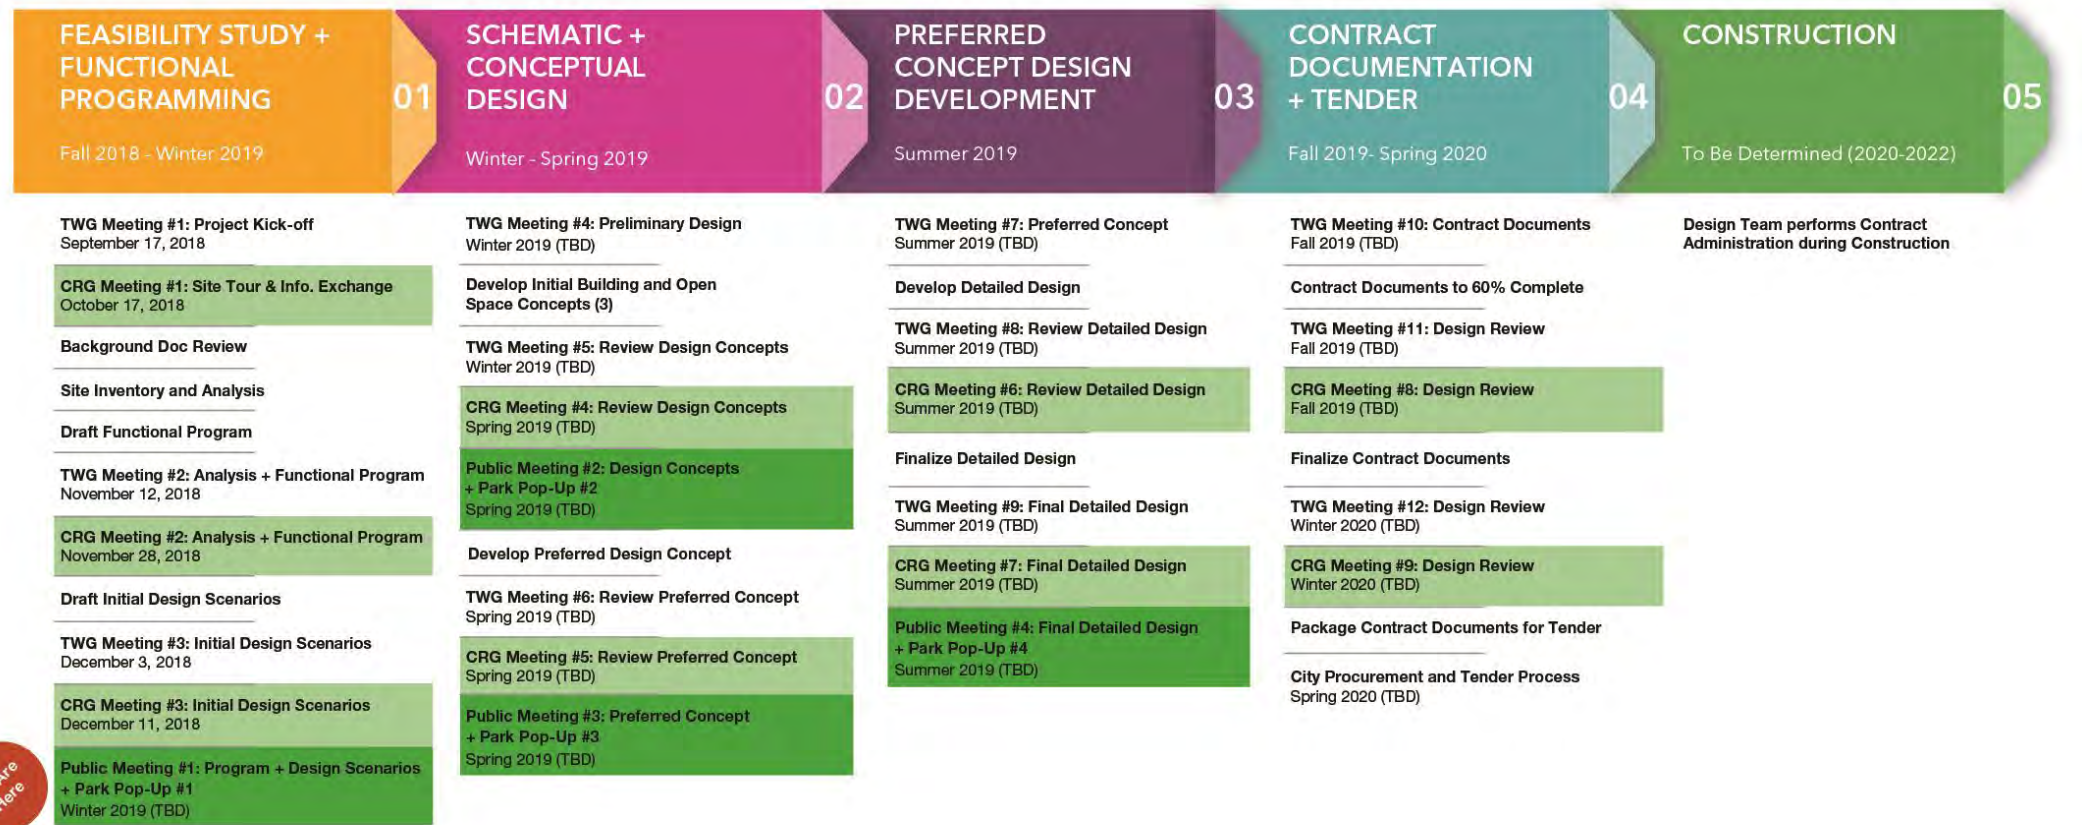 FEASIBILITY STUDY +
FUNCTIONAL
PROGRAMMING
01
Fall 2018 - Winter 2019
SCHEMATIC +
CONCEPTUAL
DESIGN
02
Winter - Spring 2019
PREFERRED
CONCEPT DESIGN
DEVELOPMENT
03
Summer 2019
CONTRACT
DOCUMENTATION
+ TENDER
04
Fall 2019- Spring 2020
CONSTRUCTION
05
To Be Determined (2020-2022)
TWG Meeting #1: Project Kick-off
September 17, 2018
CRG Meeting #1: Site Tour & Info. Exchange
October 17, 2018
Background Doc Review
Site Inventory and Analysis
Draft Functional Program
TWG Meeting #2: Analysis + Functional Program
November 12, 2018
CRG Meeting #2: Analysis + Functional Program
November 28, 2018
Draft Initial Design Scenarios
TWG Meeting #3: Initial Design Scenarios
December 3, 2018
CRG Meeting #3: Initial Design Scenarios
December 11, 2018
Public Meeting #1: Program + Design Scenarios
+ Park Pop-Up #1
Winter 2019 (TBD)
Are
Here
TWG Meeting #4: Preliminary Design
Winter 2019 (TBD)
Develop Initial Building and Open
Space Concepts (3)
TWG Meeting #5: Review Design Concepts
Winter 2019 (TBD)
CRG Meeting #4: Review Design Concepts
Spring 2019 (TBD)
Public Meeting #2: Design Concepts
+ Park Pop-Up #2
Spring 2019 (TBD)
Develop Preferred Design Concept
TWG Meeting #6: Review Preferred Concept
Spring 2019 (TBD)
CRG Meeting #5: Review Preferred Concept
Spring 2019 (TBD)
Public Meeting #3: Preferred Concept
+ Park Pop-Up #3
Spring 2019 (TBD)
TWG Meeting #7: Preferred Concept
Summer 2019 (TBD)
Develop Detailed Design
TWG Meeting #8: Review Detailed Design
Summer 2019 (TBD)
CRG Meeting #6: Review Detailed Design
Summer 2019 (TBD)
Finalize Detailed Design
TWG Meeting #9: Final Detailed Design
Summer 2019 (TBD)
CRG Meeting #7: Final Detailed Design
Summer 2019 (TBD)
Public Meeting #4: Final Detailed Design
+ Park Pop-Up #4
Summer 2019 (TBD)
TWG Meeting #10: Contract Documents
Fall 2019 (TBD)
Contract Documents to 60% Complete
TWG Meeting #11: Design Review
Fall 2019 (TBD)
CRG Meeting #8: Design Review
Fall 2019 (TBD)
Finalize Contract Documents
TWG Meeting #12: Design Review
Winter 2020 (TBD)
CRG Meeting #9: Design Review
Winter 2020 (TBD)
Package Contract Documents for Tender
City Procurement and Tender Process
Spring 2020 (TBD)
Design Team performs Contract
Administration during Construction